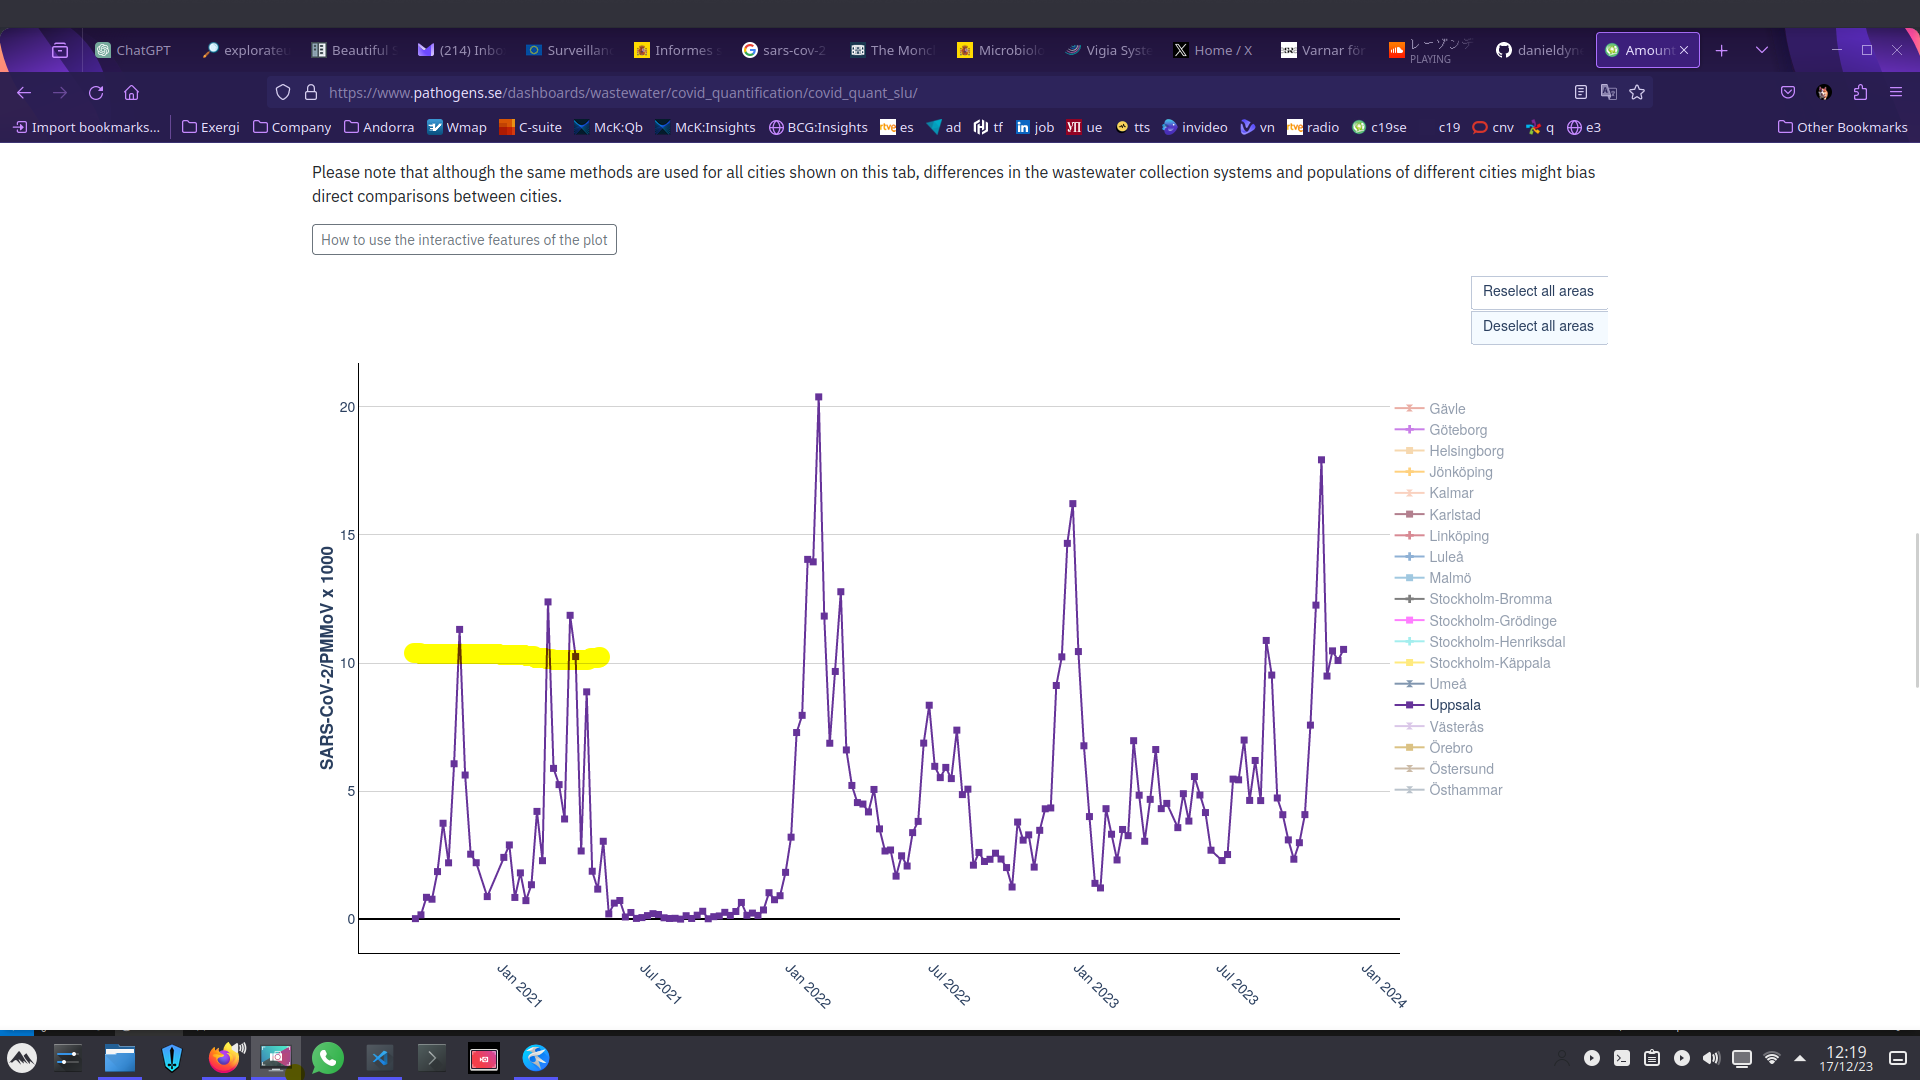 ChatGPT
explorateu
Beautiful S
(214) Inbo
Surveillanc
Informes s
sars-cov-2
The Monc
Microbiolo
Vigia Syste
Home / X
Varnar för
レーゾンデ
PLAYING
danieldyn
Amount
https://www.pathogens.se/dashboards/wastewater/covid_quantification/covid_quant_slu/
Import bookmarks...
Exergi
Company
Andorra
Wmap
C-suite
McK:Qb
McK:Insights
BCG:Insights
rtve es
ad
tf
in job
ue
tts
invideo
vn
rtve radio
c19se
c19
cnv
q
e3
Other Bookmarks
Please note that although the same methods are used for all cities shown on this tab, differences in the wastewater collection systems and populations of different cities might bias
direct comparisons between cities.
How to use the interactive features of the plot
Reselect all areas
Deselect all areas
SARS-CoV-2/PMMoV x 1000
20
15
10
5
0
Jan 2021
Jul 2021
Jan 2022
Jul 2022
Jan 2023
Jul 2023
Jan 2024
Gävle
Göteborg
Helsingborg
Jönköping
Kalmar
Karlstad
Linköping
Luleå
Malmö
Stockholm-Bromma
Stockholm-Grödinge
Stockholm-Henriksdal
Stockholm-Käppala
Umeå
Uppsala
Västerås
Örebro
Östersund
Östhammar
12:19
17/12/23